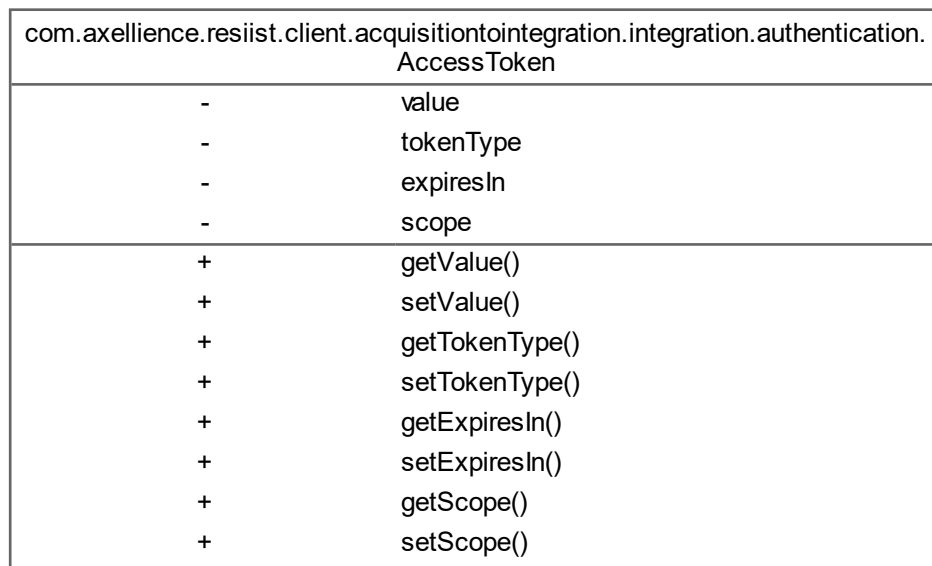 com.axellience.resiist.client.acquisitiontointegration.integration.authentication.
AccessToken
- value
- tokenType
- expiresIn
- scope
+ getValue()
+ setValue()
+ getTokenType()
+ setTokenType()
+ getExpiresIn()
+ setExpiresIn()
+ getScope()
+ setScope()